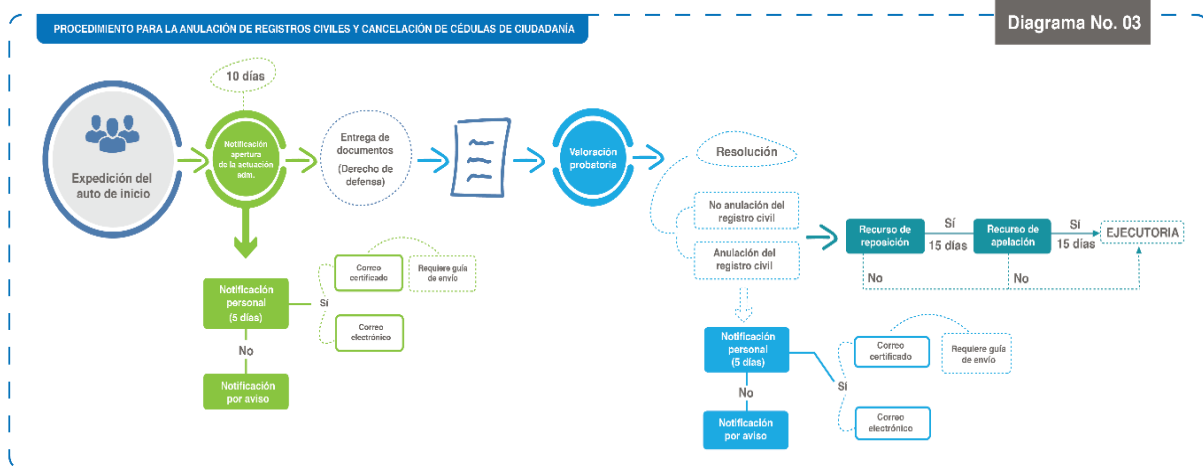 PROCEDIMIENTO PARA LA ANULACIÓN DE REGISTROS CIVILES Y CANCELACIÓN DE CÉDULAS DE CIUDADANÍA
Diagrama No. 03
Expedición del
auto de inicio
10 días
Notificación
apertura
de la actuación
adm.
Entrega de
documentos
(Derecho de
defensa)
Valoración
probatoria
Resolución
No anulación del
registro civil
Anulación del
registro civil
Recurso de
reposición
Sí
15 días
Recurso de
apelación
Sí
15 días
EJECUTORIA
No
No
Notificación
personal
(5 días)
Sí
Correo
certificado
Requiere guía
de envío
Correo
electrónico
No
Notificación
por aviso
Notificación
personal
(5 días)
Sí
Correo
certificado
Requiere guía
de envío
Correo
electrónico
No
Notificación
por aviso